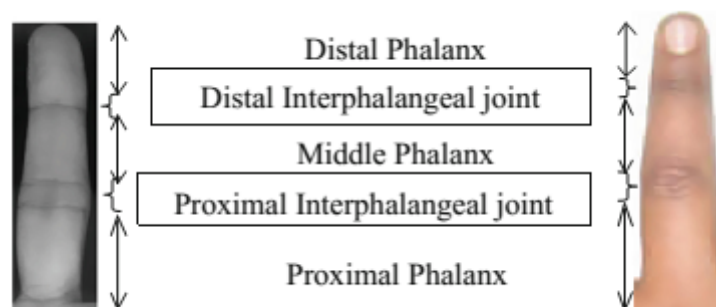 Distal Phalanx
Distal Interphalangeal joint
Middle Phalanx
Proximal Interphalangeal joint
Proximal Phalanx